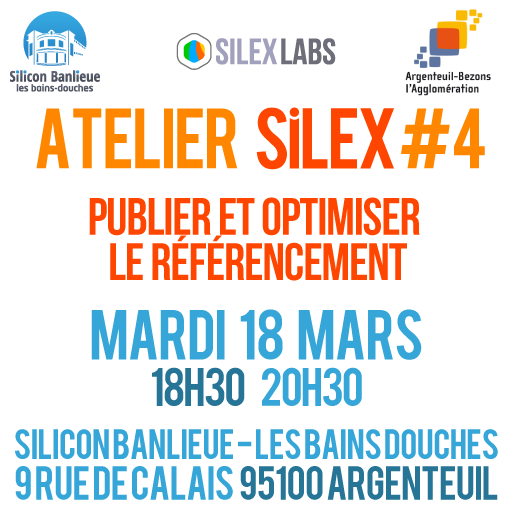 Silicon Banlieue
les bains-douches
SILEX LABS
Argenteuil-Bezons
l'Agglomération
ATELIER SiLEX #4
PUBLIER ET OPTIMISER
LE RÉFÉRENCEMENT
MARDI 18 MARS
18H30 20H30
SILICON BANLIEUE - LES BAINS DOUCHES
9 RUE DE CALAIS 95100 ARGENTEUIL